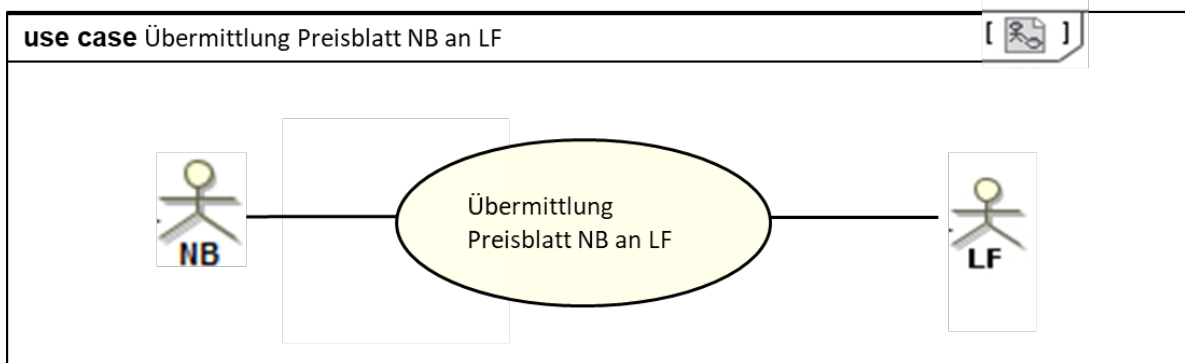 use case Übermittlung Preisblatt NB an LF
[ ]
Übermittlung
Preisblatt NB an LF
NB
LF